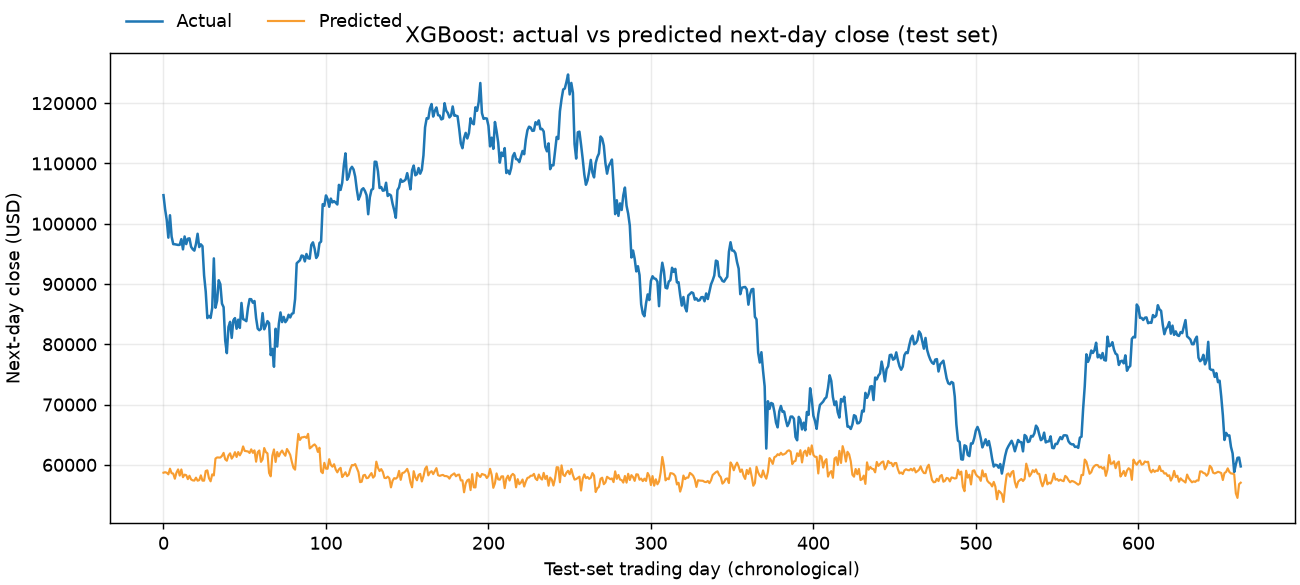 Actual Predicted
XGBoost: actual vs predicted next-day close (test set)
Next-day close (USD)
120000
110000
100000
90000
80000
70000
60000
0 100 200 300 400 500 600
Test-set trading day (chronological)